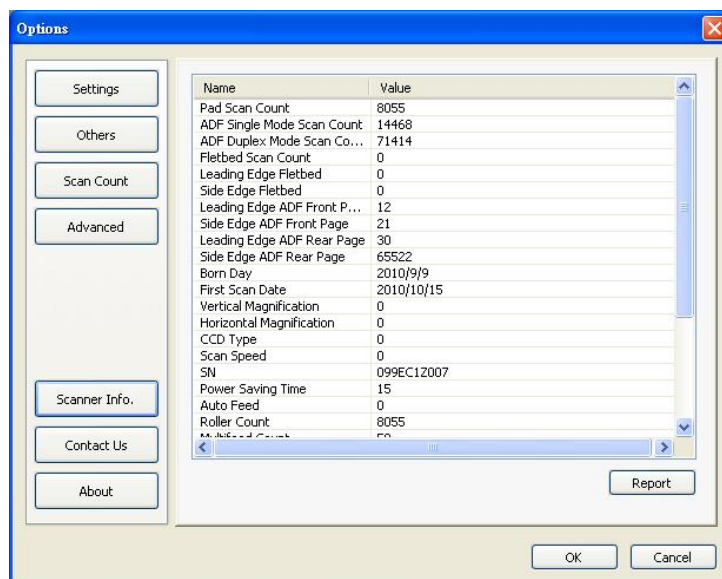 Options
Settings
Others
Scan Count
Advanced
Scanner Info.
Contact Us
About
Name Value
Pad Scan Count 8055
ADF Single Mode Scan Count 14468
ADF Duplex Mode Scan Co... 71414
Fletbed Scan Count 0
Leading Edge Fletbed 0
Side Edge Fletbed 0
Leading Edge ADF Front P... 12
Side Edge ADF Front Page 21
Leading Edge ADF Rear Page 30
Side Edge ADF Rear Page 65522
Born Day 2010/9/9
First Scan Date 2010/10/15
Vertical Magnification 0
Horizontal Magnification 0
CCD Type 0
Scan Speed 0
SN 099EC1Z007
Power Saving Time 15
Auto Feed 0
Roller Count 8055
Multifeed Count
Report
OK Cancel